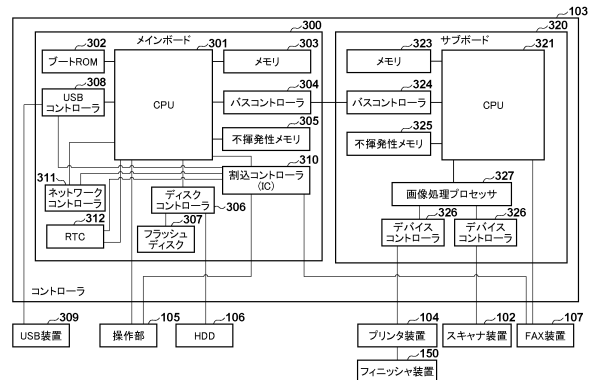 103
300
メインボード
302
ブートROM
301
CPU
303
メモリ
308
USB
コントローラ
304
バスコントローラ
305
不揮発性メモリ
310
割込コントローラ
(IC)
311
ネットワーク
コントローラ
312
RTC
ディスク
コントローラ
306
307
フラッシュ
ディスク
320
サブボード
323
メモリ
321
CPU
324
バスコントローラ
325
不揮発性メモリ
327
画像処理プロセッサ
326
デバイス
コントローラ
326
デバイス
コントローラ
コントローラ
309
USB装置
105
操作部
106
HDD
104
プリンタ装置
102
スキャナ装置
107
FAX装置
150
フィニッシャ装置